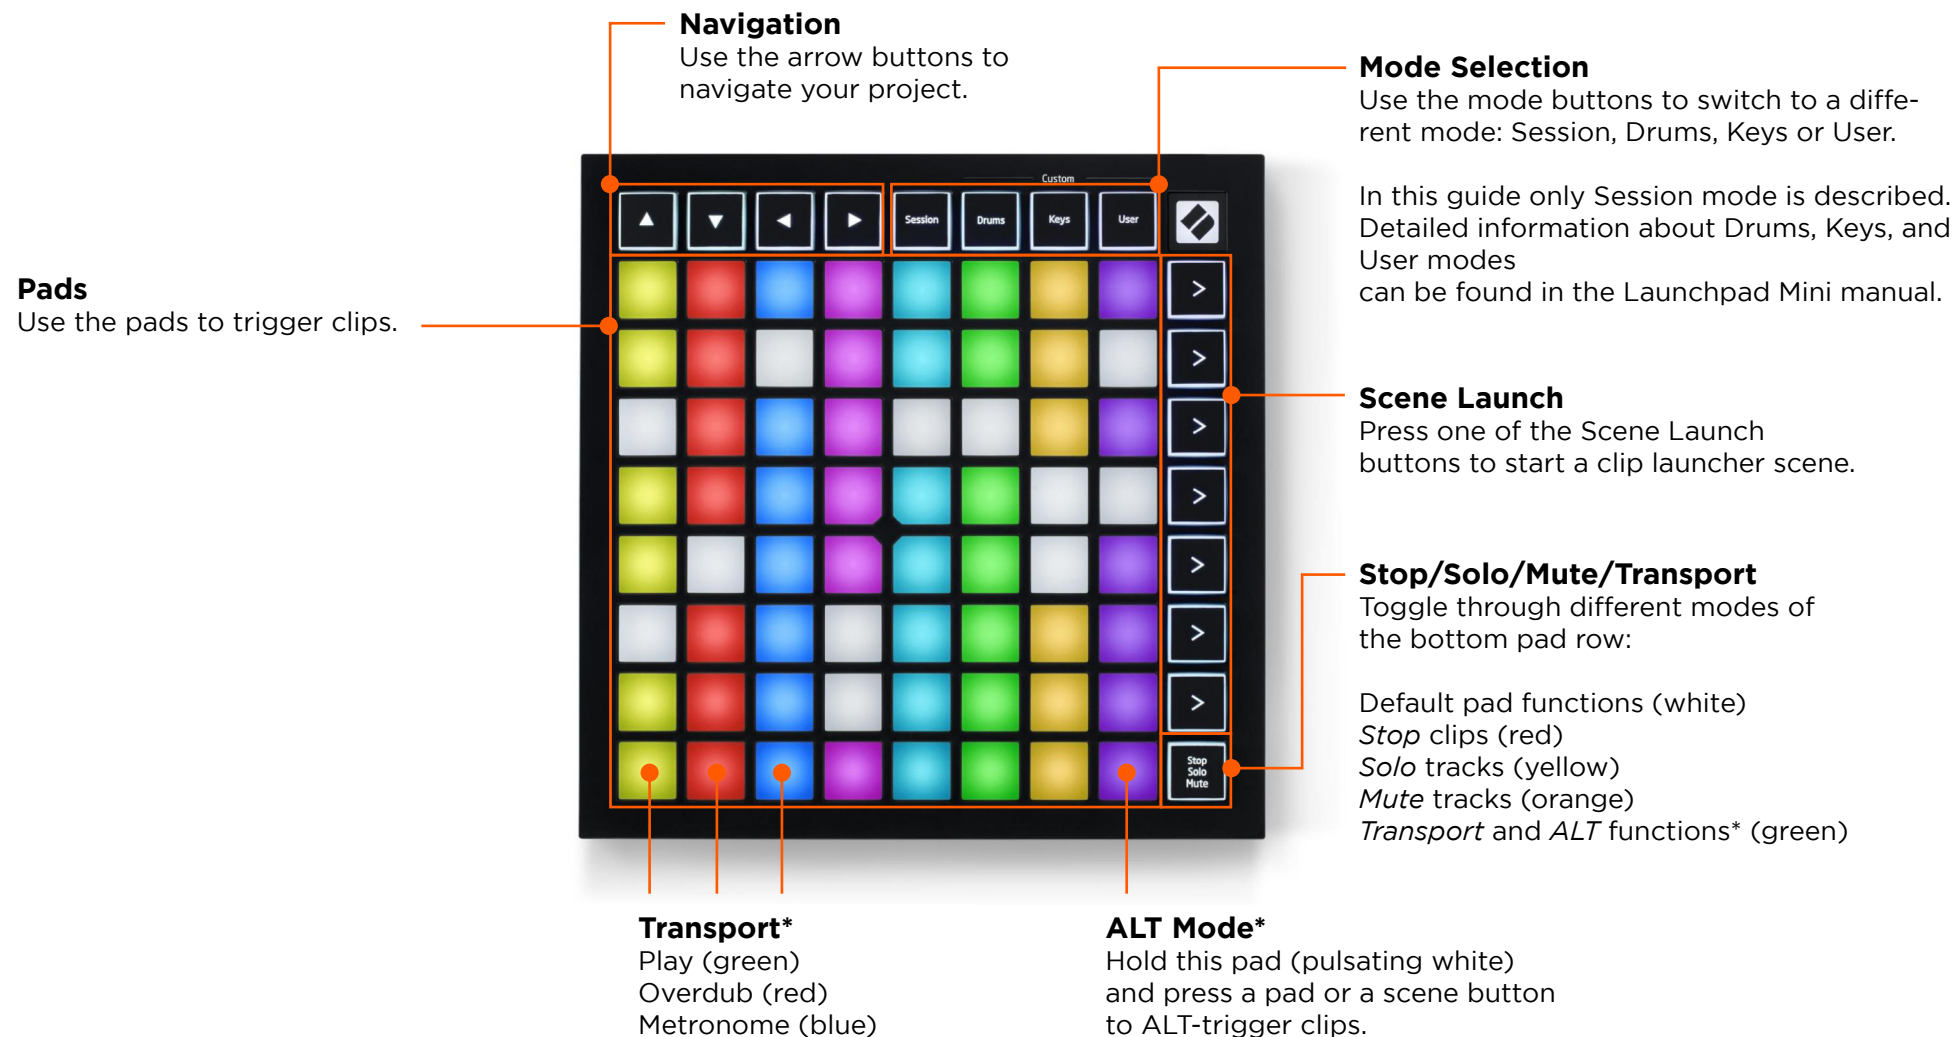 Navigation
Use the arrow buttons to
navigate your project.
Mode Selection
Use the mode buttons to switch to a diffe-
rent mode: Session, Drums, Keys or User.
In this guide only Session mode is described.
Detailed information about Drums, Keys, and
User modes
can be found in the Launchpad Mini manual.
Custom
Session
Drums
Keys
User
Pads
Use the pads to trigger clips.
Scene Launch
Press one of the Scene Launch
buttons to start a clip launcher scene.
Stop/Solo/Mute/Transport
Toggle through different modes of
the bottom pad row:
Default pad functions (white)
Stop clips (red)
Solo tracks (yellow)
Mute tracks (orange)
Transport and ALT functions* (green)
Stop
Solo
Mute
Transport*
Play (green)
Overdub (red)
Metronome (blue)
ALT Mode*
Hold this pad (pulsating white)
and press a pad or a scene button
to ALT-trigger clips.